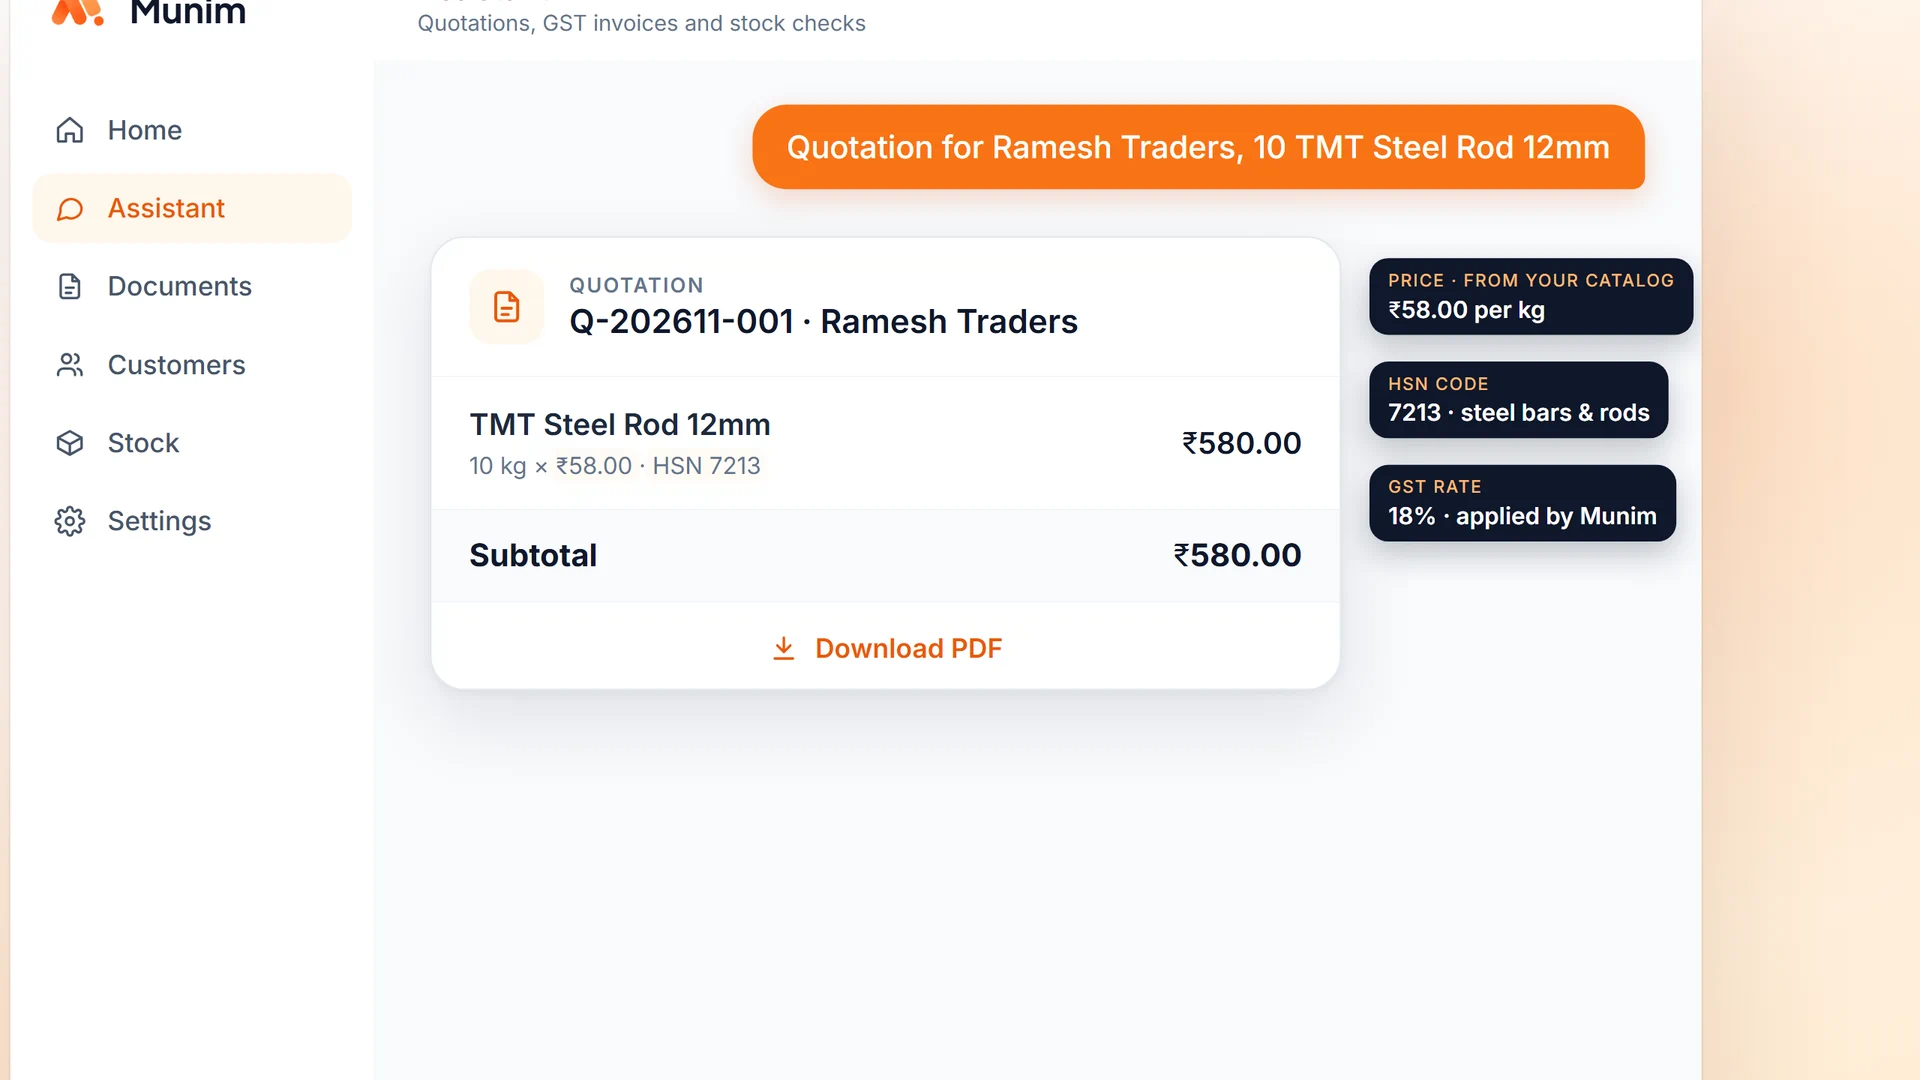 Munim
Quotations, GST invoices and stock checks
Home
Assistant
Documents
Customers
Stock
Settings
Quotation for Ramesh Traders, 10 TMT Steel Rod 12mm
QUOTATION
Q-202611-001 · Ramesh Traders
TMT Steel Rod 12mm
10 kg × ₹58.00 · HSN 7213
₹580.00
Subtotal
₹580.00
Download PDF
PRICE · FROM YOUR CATALOG
₹58.00 per kg
HSN CODE
7213 · steel bars & rods
GST RATE
18% · applied by Munim